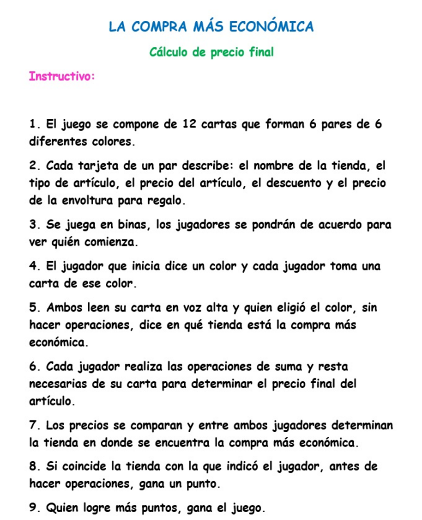 LA COMPRA MÁS ECONÓMICA
Cálculo de precio final
Instructivo:
1. El juego se compone de 12 cartas que forman 6 pares de 6
diferentes colores.
2. Cada tarjeta de un par describe: el nombre de la tienda, el
tipo de artículo, el precio del artículo, el descuento y el precio
de la envoltura para regalo.
3. Se juega en binas, los jugadores se pondrán de acuerdo para
ver quién comienza.
4. El jugador que inicia dice un color y cada jugador toma una
carta de ese color.
5. Ambos leen su carta en voz alta y quien eligió el color, sin
hacer operaciones, dice en qué tienda está la compra más
económica.
6. Cada jugador realiza las operaciones de suma y resta
necesarias de su carta para determinar el precio final del
artículo.
7. Los precios se comparan y entre ambos jugadores determinan
la tienda en donde se encuentra la compra más económica.
8. Si coincide la tienda con la que indicó el jugador, antes de
hacer operaciones, gana un punto.
9. Quien logre más puntos, gana el juego.